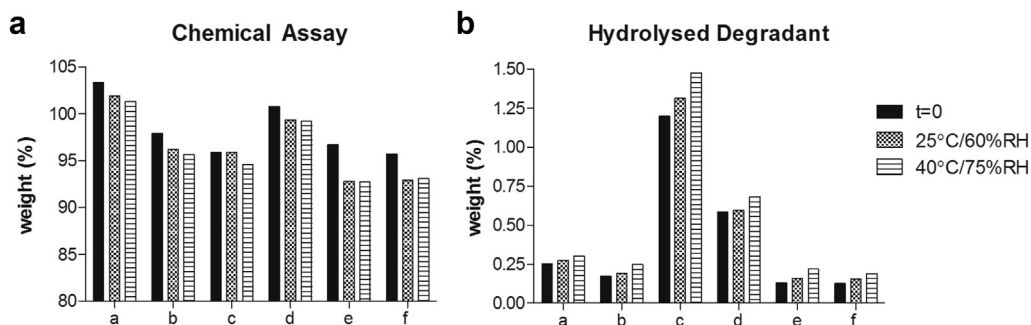 a
Chemical Assay
weight (%)
105
100
95
90
85
80
a b c d e f
b
Hydrolysed Degradant
weight (%)
1.50
1.25
1.00
0.75
0.50
0.25
0.00
a b c d e f
t=0
25°C/60%RH
40°C/75%RH